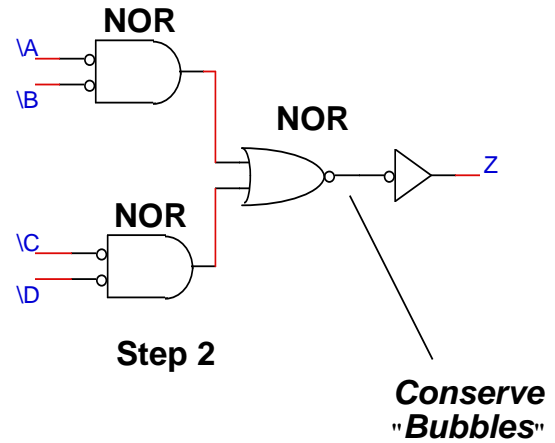 NOR
\A
\B
NOR
Z
NOR
\C
\D
Step 2
Conserve
"Bubbles"